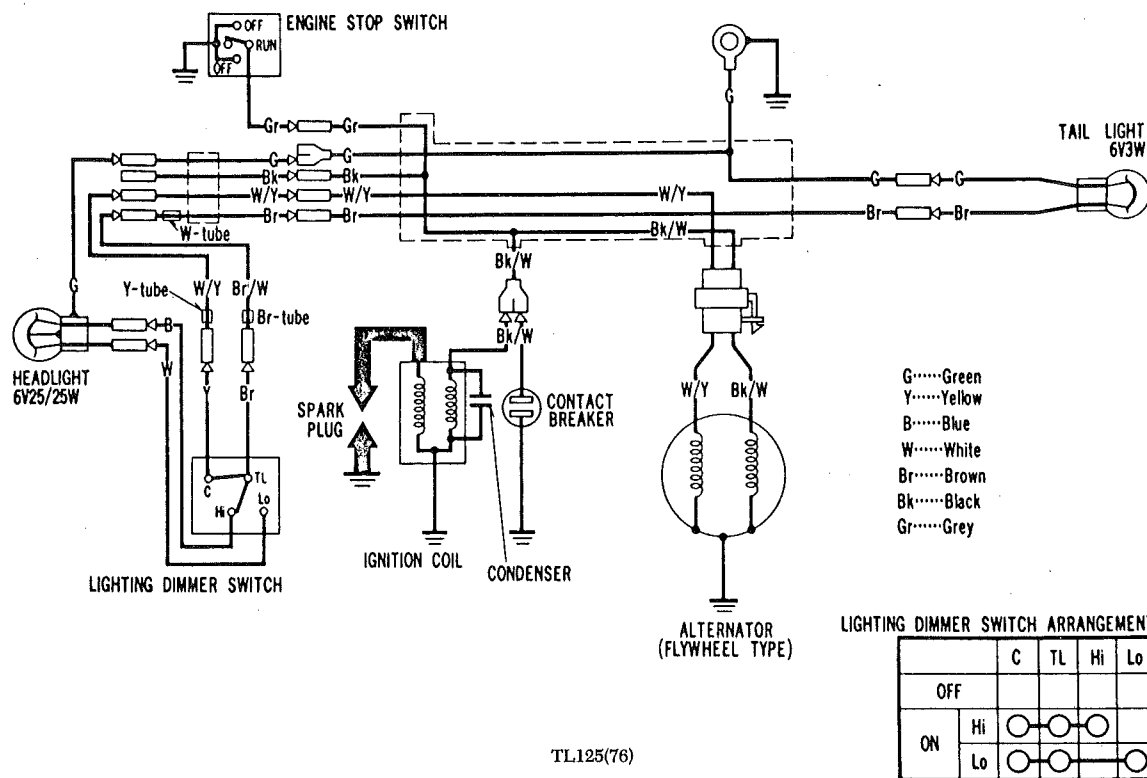 ENGINE STOP SWITCH
OFF
RUN
OFF
G
TAIL LIGHT
6V3W
Gr Gr
G G
Bk Bk
W/Y W/Y W/Y
Br Br
G G
Br Br
W-tube
Bk/W
Bk/W
G
Y-tube
W/Y Br/W
Br-tube
Bk/W
B
W
HEADLIGHT
6V25/25W
Y
Br
SPARK
PLUG
CONTACT
BREAKER
W/Y Bk/W
G······Green
Y······Yellow
B······Blue
W······White
Br······Brown
Bk······Black
Gr······Grey
C
TL
Hi
Lo
IGNITION COIL
CONDENSER
LIGHTING DIMMER SWITCH
ALTERNATOR
(FLYWHEEL TYPE)
LIGHTING DIMMER SWITCH ARRANGEMENT
C TL Hi Lo
OFF
ON
Hi
Lo
TL125(76)